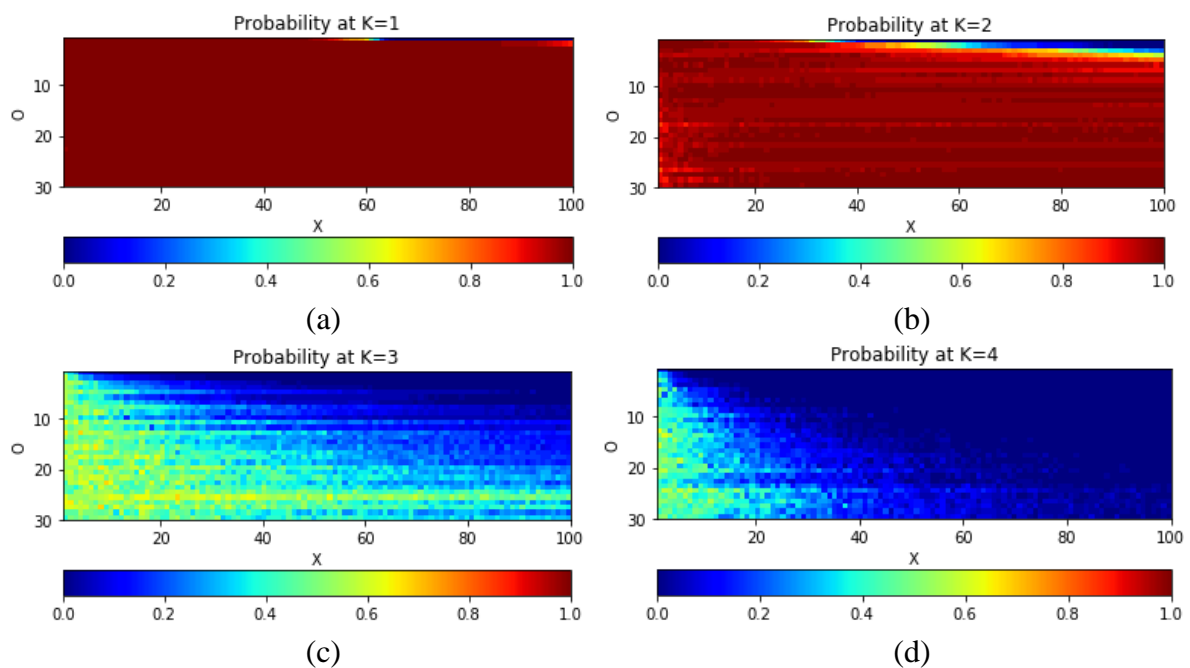 Probability at K=1
O
10
20
30
20 40 60 80 100
X
0.0 0.2 0.4 0.6 0.8 1.0
(a)
Probability at K=2
O
10
20
30
20 40 60 80 100
X
0.0 0.2 0.4 0.6 0.8 1.0
(b)
Probability at K=3
O
10
20
30
20 40 60 80 100
X
0.0 0.2 0.4 0.6 0.8 1.0
(c)
Probability at K=4
O
10
20
30
20 40 60 80 100
X
0.0 0.2 0.4 0.6 0.8 1.0
(d)